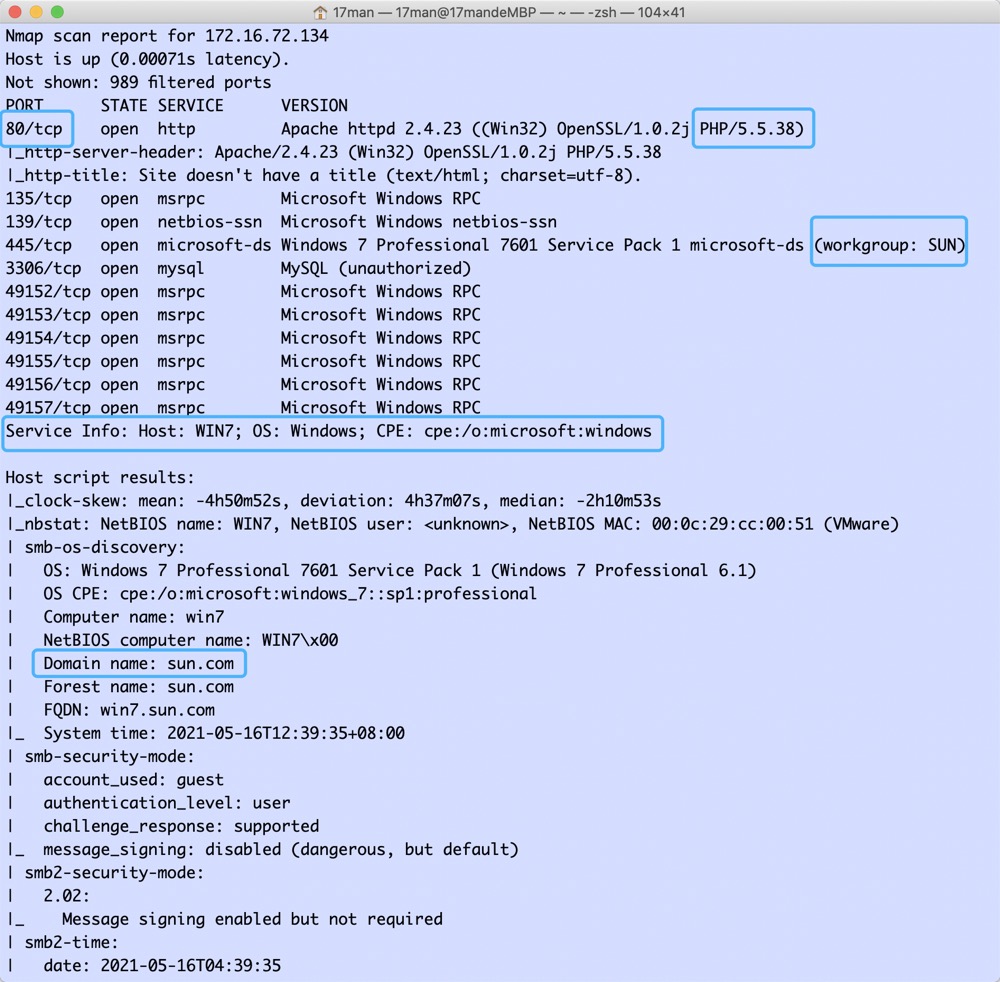 17man — 17man@17mandeMBP — ~ — -zsh — 104×41
Nmap scan report for 172.16.72.134
Host is up (0.00071s latency).
Not shown: 989 filtered ports
PORT      STATE SERVICE      VERSION
80/tcp    open  http         Apache httpd 2.4.23 ((Win32) OpenSSL/1.0.2j PHP/5.5.38)
|_http-server-header: Apache/2.4.23 (Win32) OpenSSL/1.0.2j PHP/5.5.38
|_http-title: Site doesn't have a title (text/html; charset=utf-8).
135/tcp   open  msrpc        Microsoft Windows RPC
139/tcp   open  netbios-ssn  Microsoft Windows netbios-ssn
445/tcp   open  microsoft-ds Windows 7 Professional 7601 Service Pack 1 microsoft-ds (workgroup: SUN)
3306/tcp  open  mysql        MySQL (unauthorized)
49152/tcp open  msrpc        Microsoft Windows RPC
49153/tcp open  msrpc        Microsoft Windows RPC
49154/tcp open  msrpc        Microsoft Windows RPC
49155/tcp open  msrpc        Microsoft Windows RPC
49156/tcp open  msrpc        Microsoft Windows RPC
49157/tcp open  msrpc        Microsoft Windows RPC
Service Info: Host: WIN7; OS: Windows; CPE: cpe:/o:microsoft:windows
Host script results:
|_clock-skew: mean: -4h50m52s, deviation: 4h37m07s, median: -2h10m53s
|_nbstat: NetBIOS name: WIN7, NetBIOS user: <unknown>, NetBIOS MAC: 00:0c:29:cc:00:51 (VMware)
| smb-os-discovery:
|   OS: Windows 7 Professional 7601 Service Pack 1 (Windows 7 Professional 6.1)
|   OS CPE: cpe:/o:microsoft:windows_7::sp1:professional
|   Computer name: win7
|   NetBIOS computer name: WIN7\x00
|   Domain name: sun.com
|   Forest name: sun.com
|   FQDN: win7.sun.com
|_  System time: 2021-05-16T12:39:35+08:00
| smb-security-mode:
|   account_used: guest
|   authentication_level: user
|   challenge_response: supported
|_  message_signing: disabled (dangerous, but default)
| smb2-security-mode:
|   2.02:
|_    Message signing enabled but not required
| smb2-time:
|   date: 2021-05-16T04:39:35